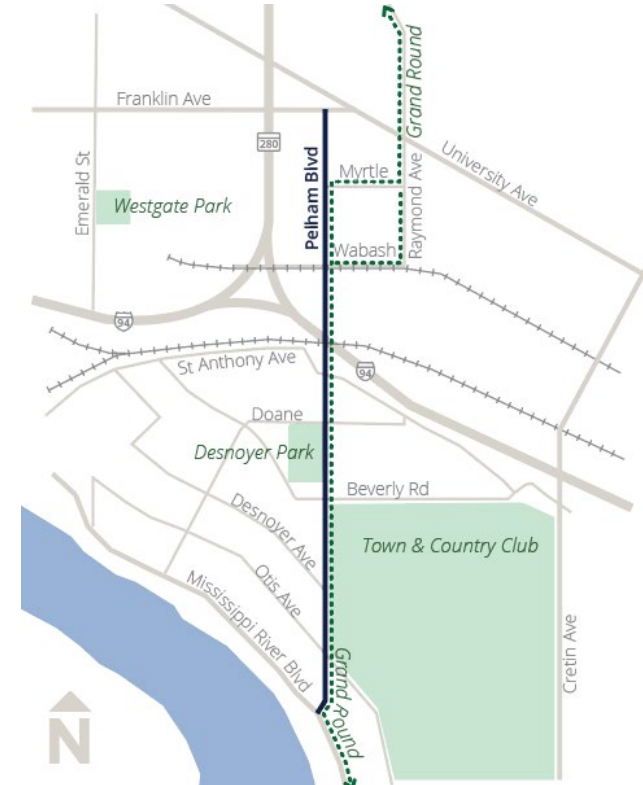 Grand Round
Franklin Ave
280
University Ave
Emerald St
Pelham Blvd
Myrtle
Raymond Ave
Westgate Park
Wabash
94
St Anthony Ave
94
Doane
Desnoyer Park
Beverly Rd
Desnoyer Ave
Town & Country Club
Otis Ave
Mississippi River Blvd
Cretin Ave
Grand Round
N